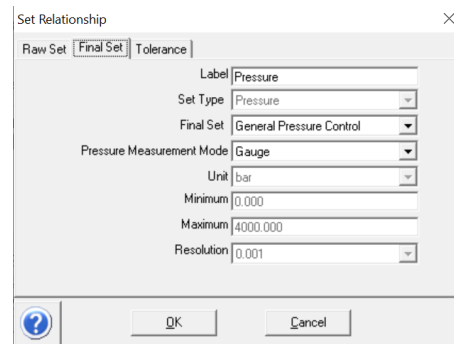 Set Relationship
Raw Set Final Set Tolerance
Label Pressure
Set Type Pressure
Final Set General Pressure Control
Pressure Measurement Mode Gauge
Unit bar
Minimum 0.000
Maximum 4000.000
Resolution 0.001
? OK Cancel